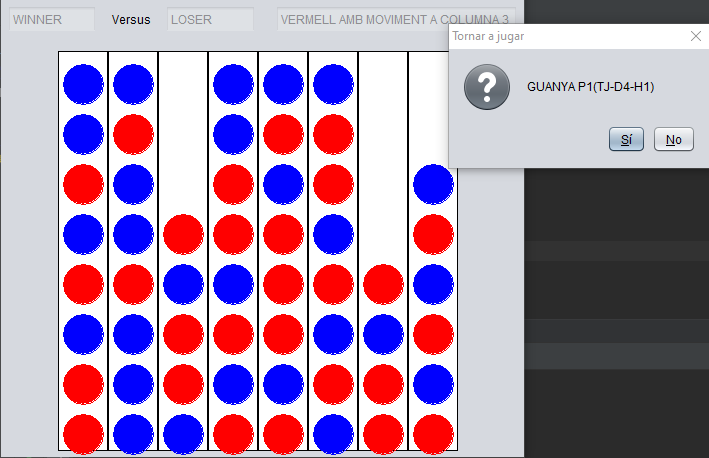 WINNER Versus LOSER VERMELL AMB MOVIMENT A COLUMNA 3
Tornar a jugar
GUANYA P1(TJ-D4-H1)
Sí No